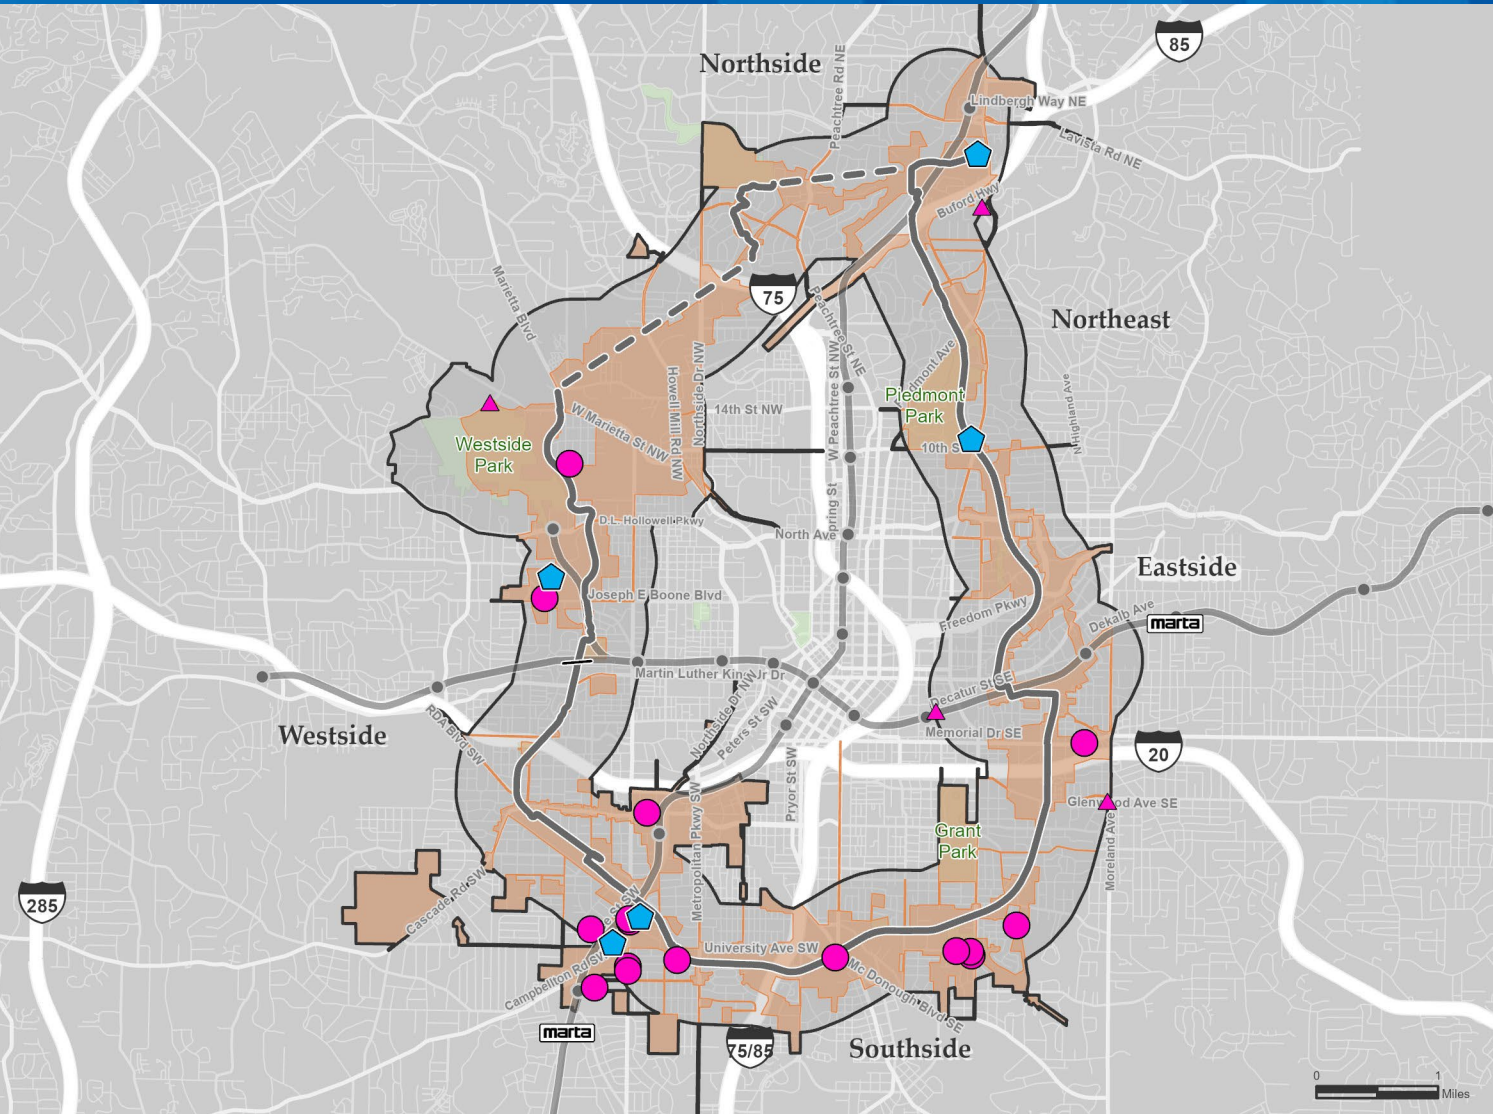 85
Northside
Peachtree Rd NE
Lindbergh Way NE
Lavista Rd NE
Buford Hwy
Marietta Blvd
75
Peachtree St NE
Northeast
Piedmont Ave
W Peachtree St NW
Northside Dr NW
Howell Mill Rd NW
N Highland Ave
Piedmont
Park
14th St NW
W Marietta St NW
Westside
Park
10th S
Spring St
D.L. Hollowell Pkwy
North Ave
Eastside
Joseph E Boone Blvd
Freedom Pkwy
Dekalb Ave
marta
Martin Luther King Jr Dr
Decatur St SE
Northside Dr NW
Peters St SW
RDA Blvd SW
Westside
Memorial Dr SE
20
Pryor St SW
Metropolitan Pkwy SW
Glenwood Ave SE
Grant
Park
Moreland Ave
285
Cascade Rd SW
e St SW
University Ave SW
Campbellton Rd SW
Mc Donough Blvd SE
marta
75/85
Southside
0 1
Miles